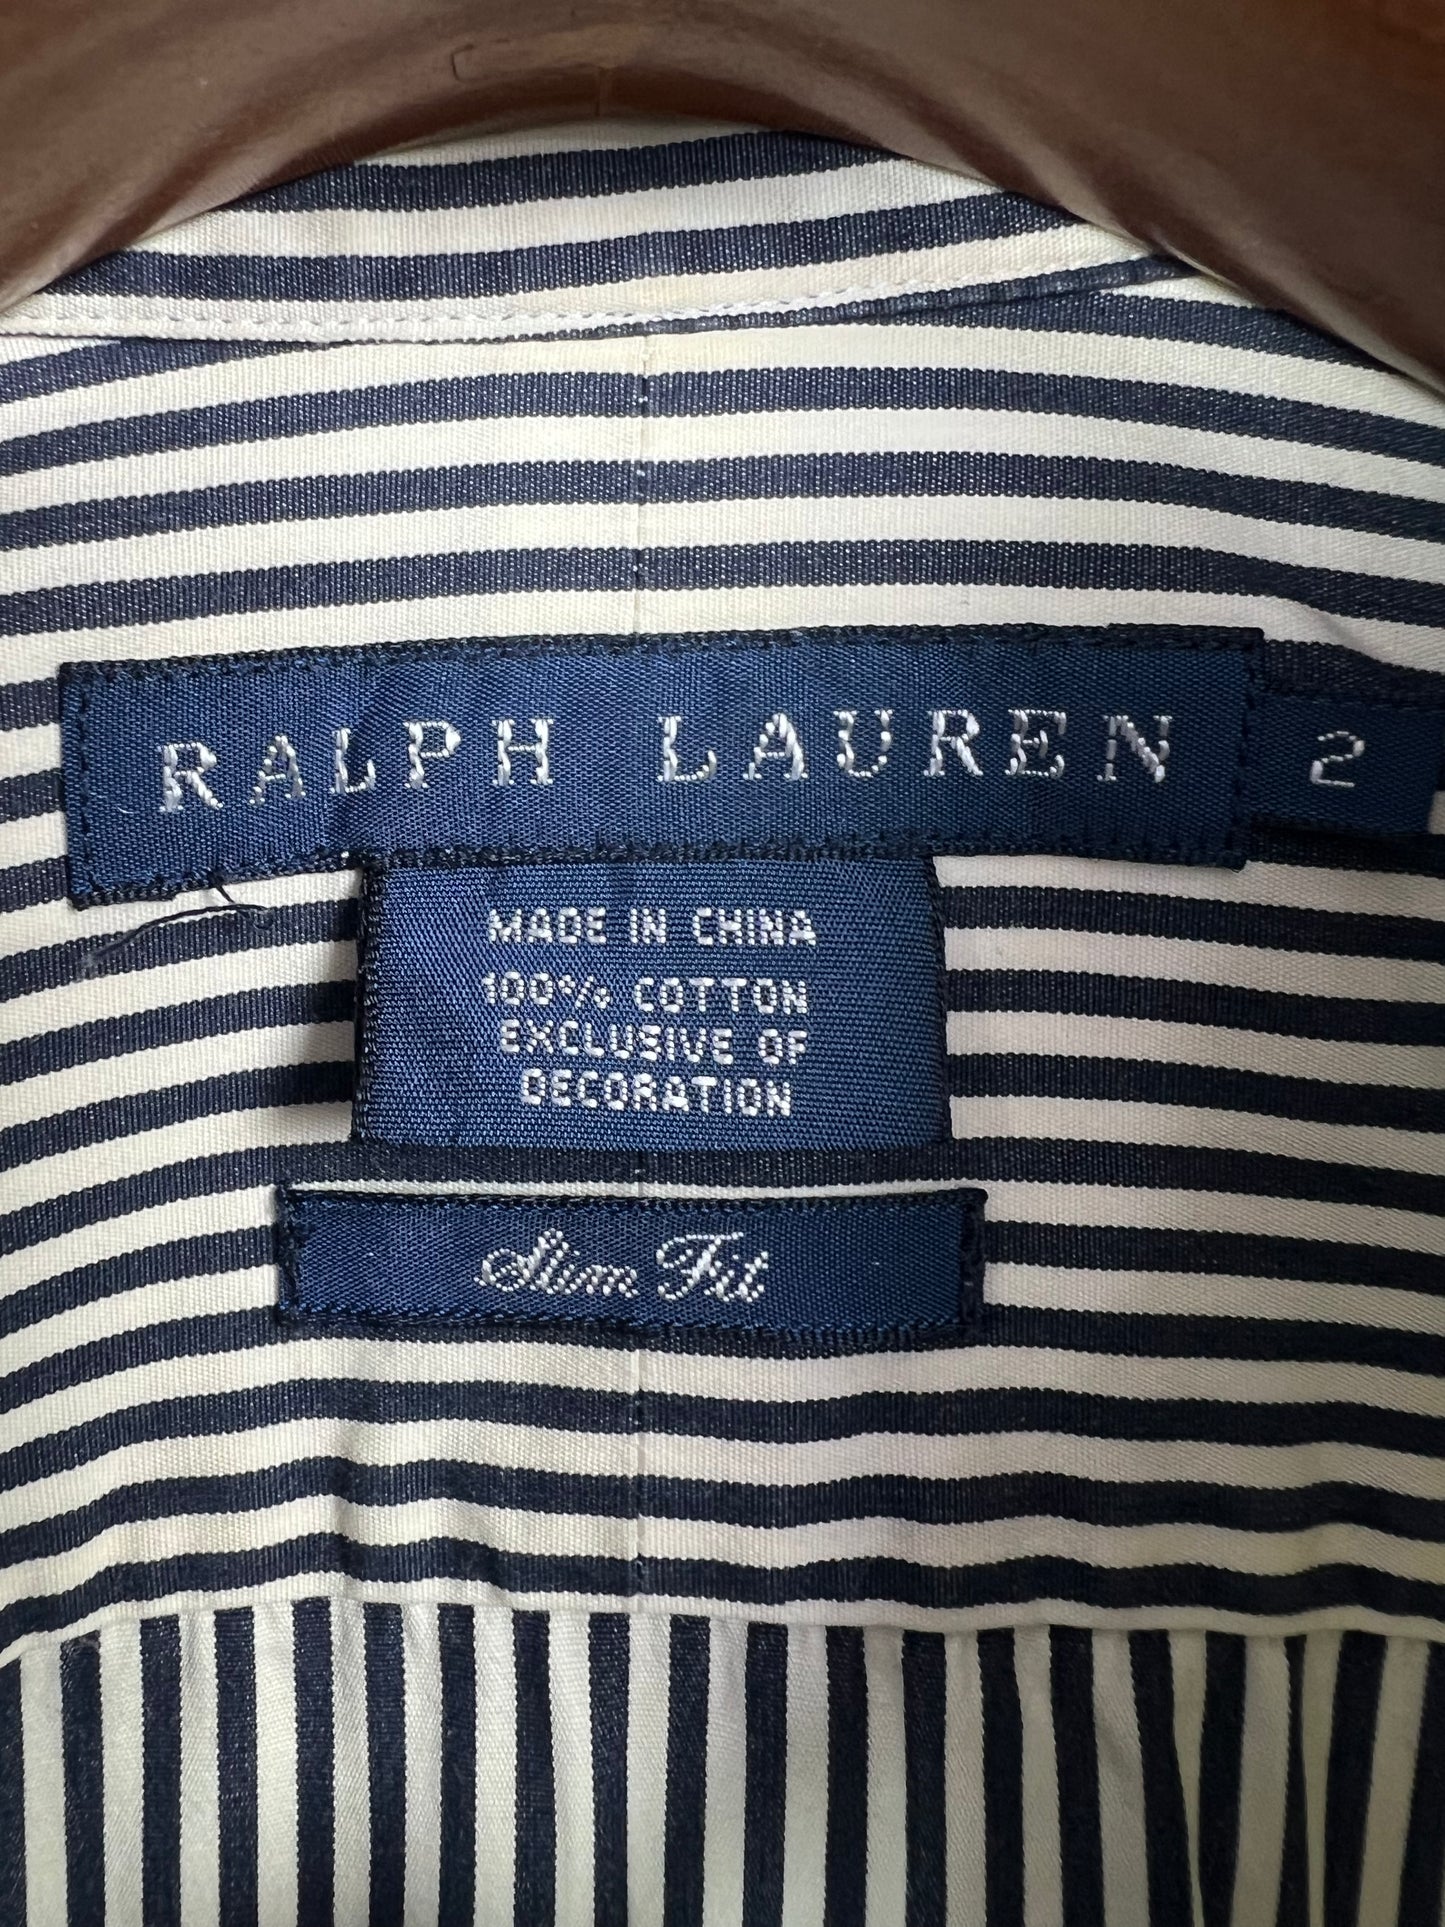 RALPH LAUREN 2
MADE IN CHINA
100% COTTON
EXCLUSIVE OF
DECORATION
Slim Fit